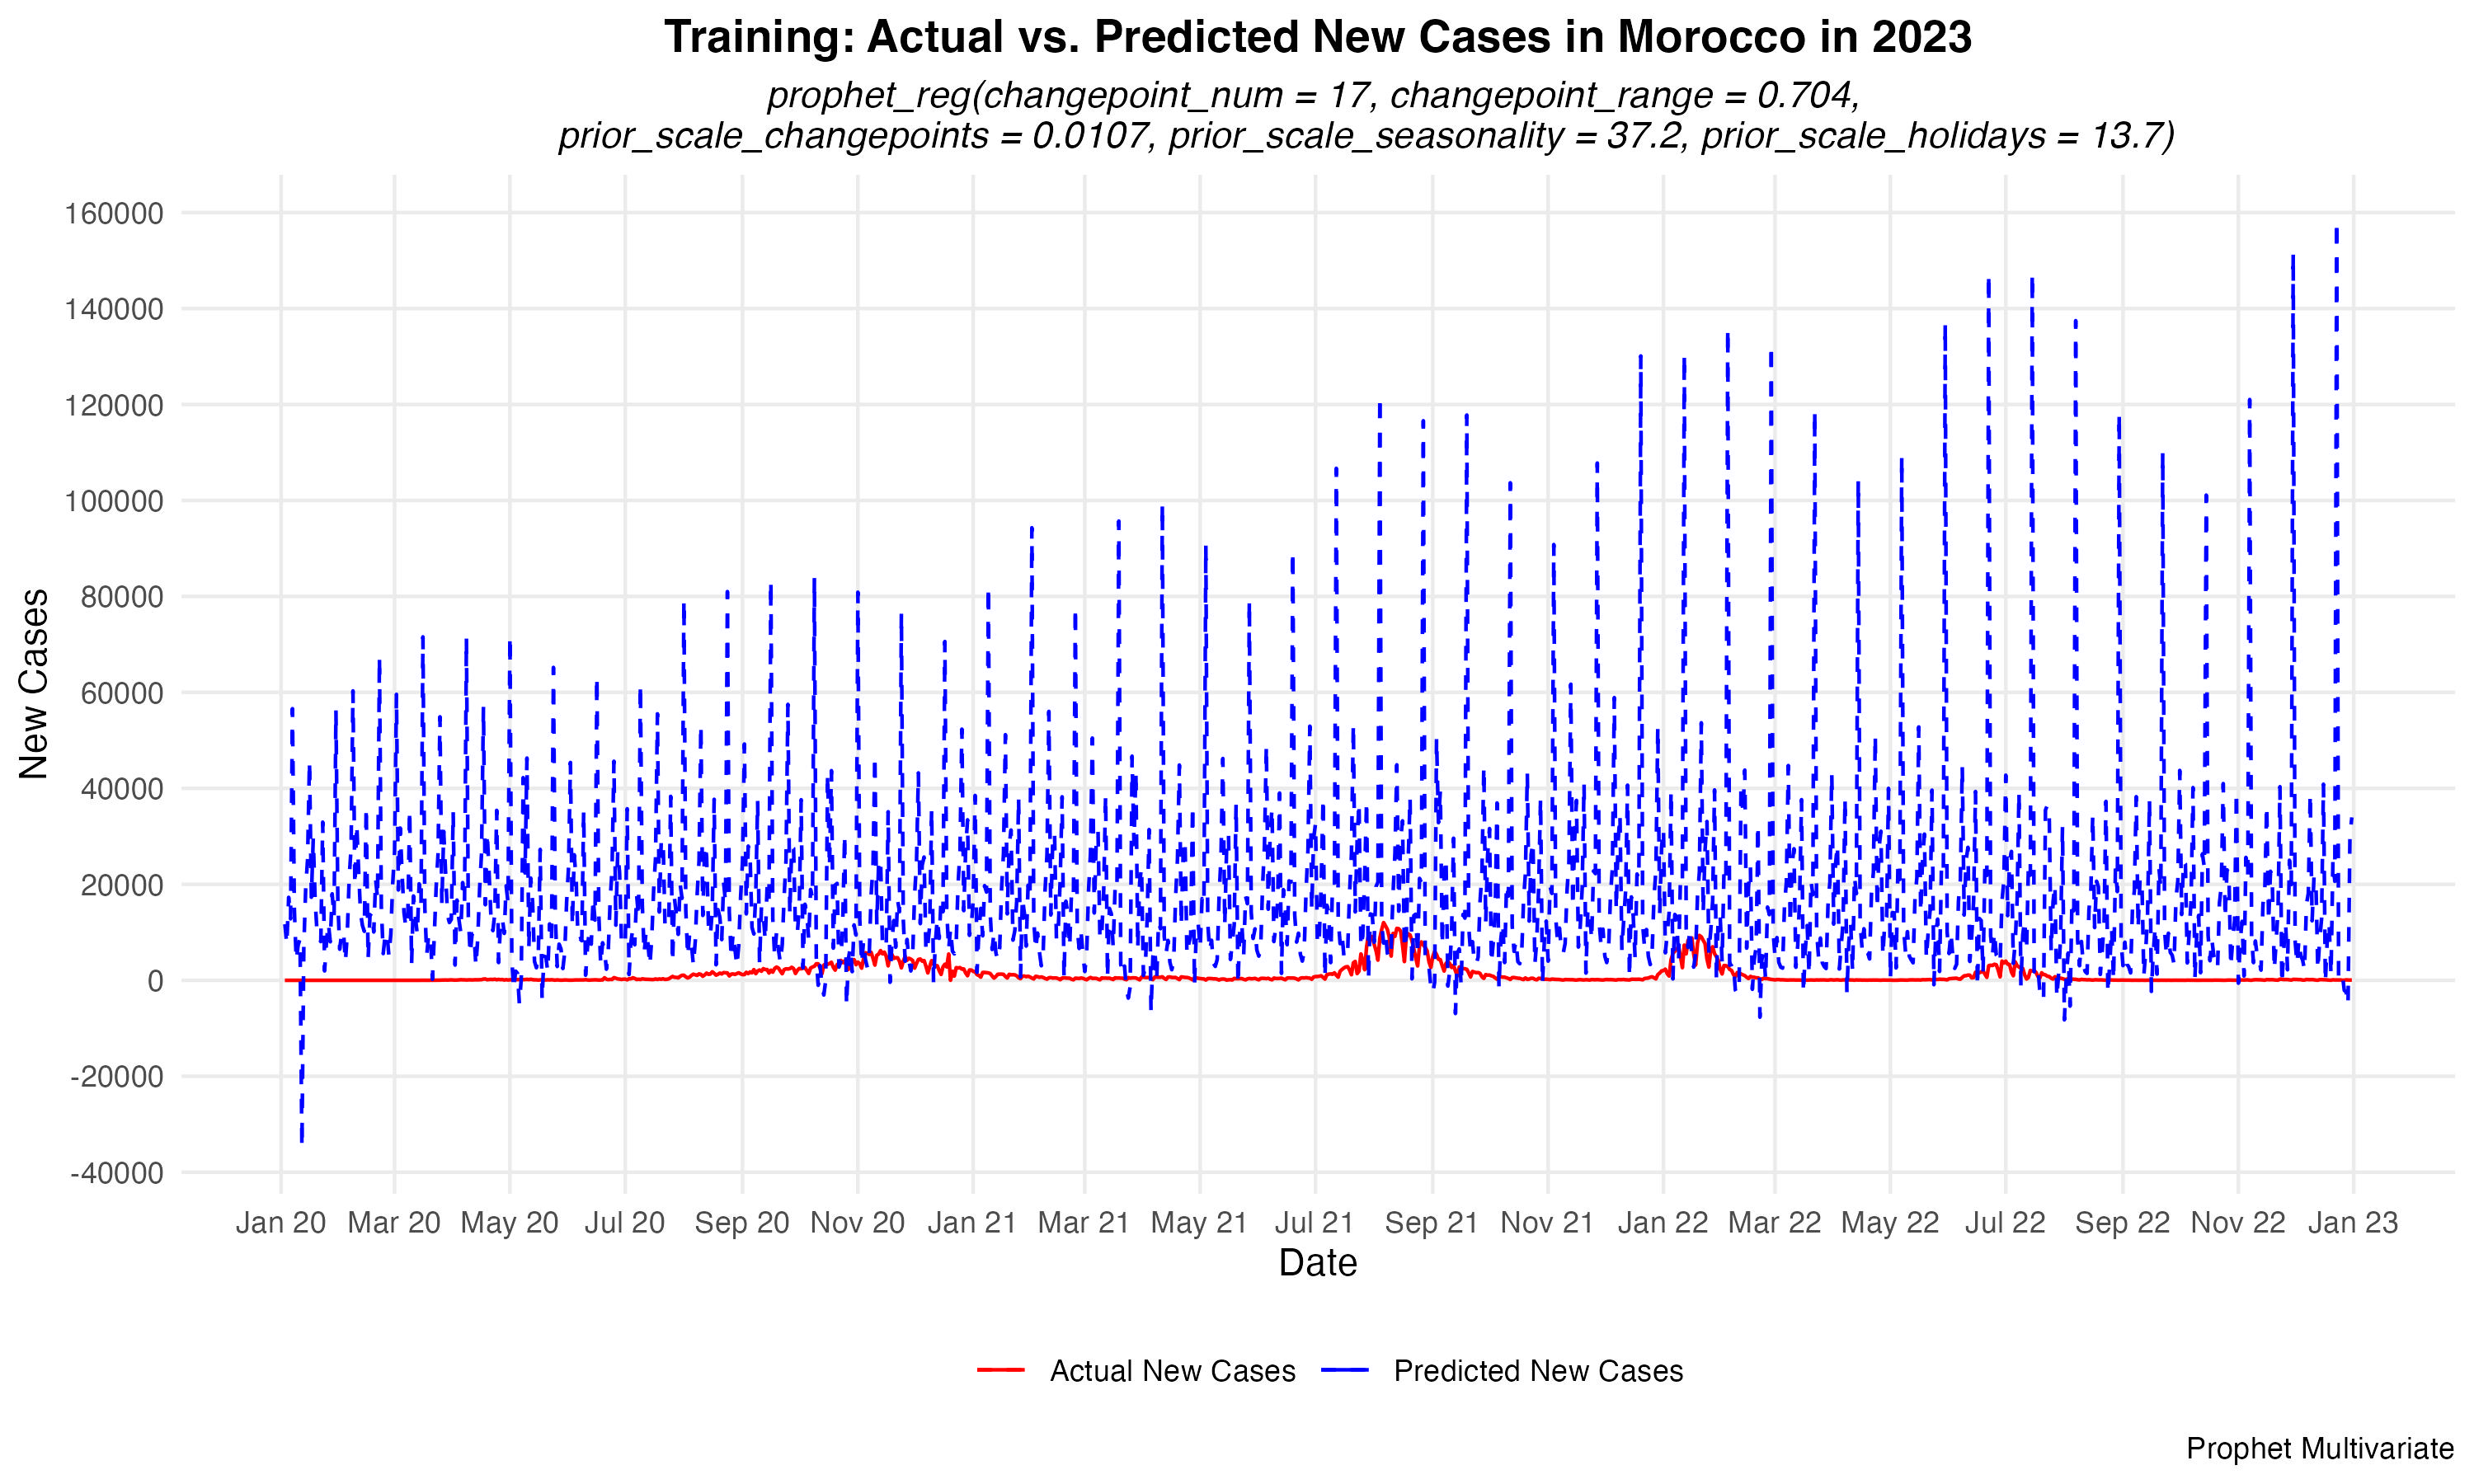 Training: Actual vs. Predicted New Cases in Morocco in 2023
prophet_reg(changepoint_num = 17, changepoint_range = 0.704,
prior_scale_changepoints = 0.0107, prior_scale_seasonality = 37.2, prior_scale_holidays = 13.7)
New Cases
160000
140000
120000
100000
80000
60000
40000
20000
0
-20000
-40000
Jan 20 Mar 20 May 20 Jul 20 Sep 20 Nov 20 Jan 21 Mar 21 May 21 Jul 21 Sep 21 Nov 21 Jan 22 Mar 22 May 22 Jul 22 Sep 22 Nov 22 Jan 23
Date
Actual New Cases Predicted New Cases
Prophet Multivariate